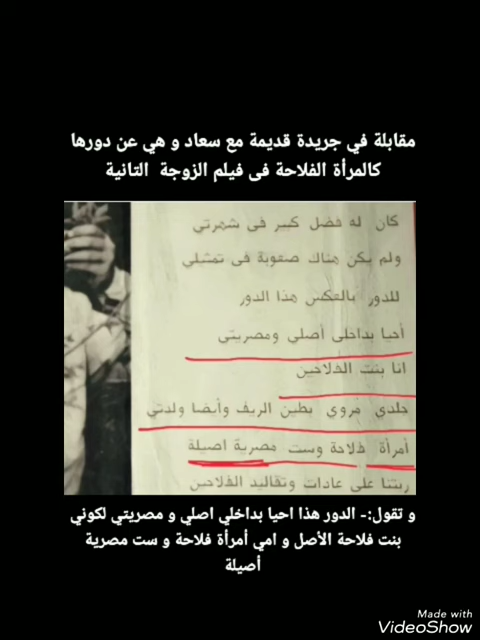 مقابلة في جريدة قديمة مع سعاد و هي عن دورها
كالمرأة الفلاحة فى فيلم الزوجة التانية
كان له فضل كبير فى شهرتي
ولم يكن هناك صعوبة فى تمثيلي
للدور بالعكس هذا الدور
أحيا بداخلى أصلي ومصريتي
انا بنت الفلاحين
جلدي مروي بطين الريف وأيضا ولدتي
أمرأة فلاحة وست مصرية اصيلة
ربتنا على عادات وتقاليد الفلاحين
و تقول:- الدور هذا احيا بداخلي اصلي و مصريتي لكوني
بنت فلاحة الأصل و امي أمرأة فلاحة و ست مصرية
أصيلة
Made with
VideoShow